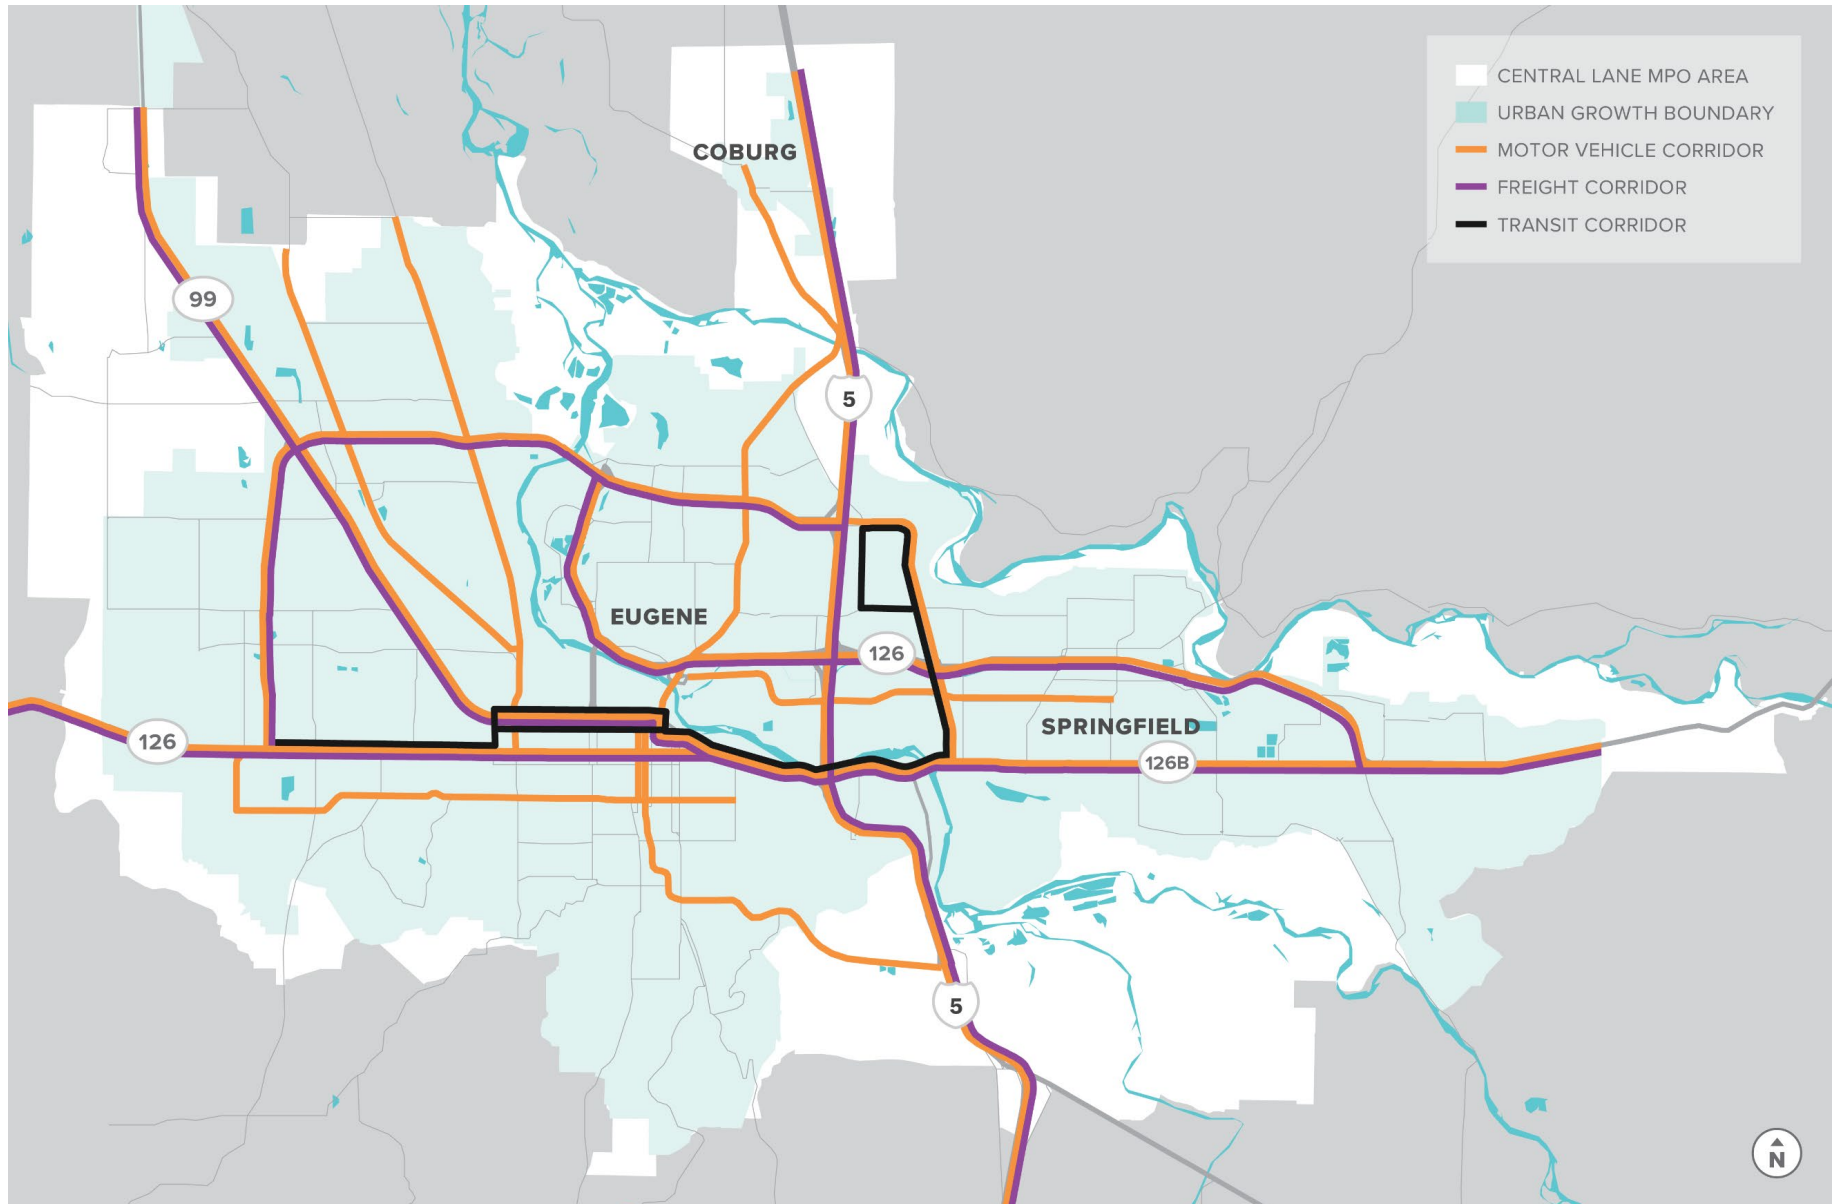 CENTRAL LANE MPO AREA
URBAN GROWTH BOUNDARY
MOTOR VEHICLE CORRIDOR
FREIGHT CORRIDOR
TRANSIT CORRIDOR
COBURG
99
5
EUGENE
126
SPRINGFIELD
126
126B
5
N